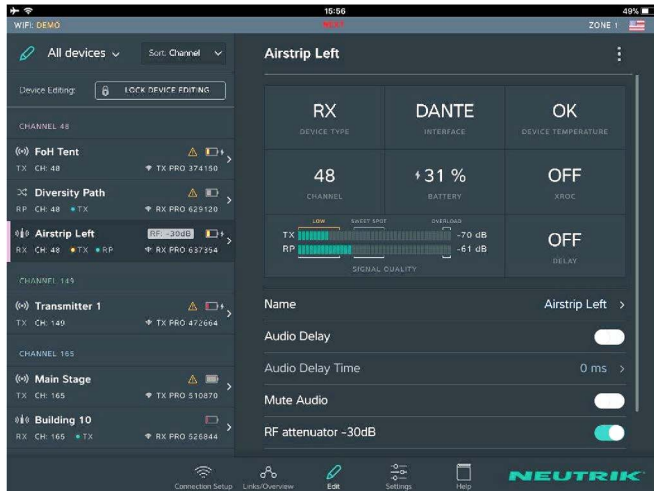 15:56
49%
WIFI: DEMO
ZONE 1
All devices
Sort: Channel
Airstrip Left
Device Editing:
LOCK DEVICE EDITING
CHANNEL 48
FoH Tent
TX CH: 48
TX PRO 374150
Diversity Path
RP CH: 48 TX
RX PRO 629120
Airstrip Left
RF: -30dB
RX CH: 48 TX RP
RX PRO 637354
CHANNEL 149
Transmitter 1
TX CH: 149
TX PRO 472664
CHANNEL 165
Main Stage
TX CH: 165
TX PRO 510870
Building 10
RX CH: 165 TX
RX PRO 526844
RX
DEVICE TYPE
DANTE
INTERFACE
OK
DEVICE TEMPERATURE
48
CHANNEL
31 %
BATTERY
OFF
XROC
LOW SWEET SPOT OVERLOAD
TX -70 dB
RP -61 dB
SIGNAL QUALITY
OFF
DELAY
Name
Airstrip Left
Audio Delay
Audio Delay Time
0 ms
Mute Audio
RF attenuator -30dB
Connection Setup
Links/Overview
Edit
Settings
Help
NEUTRIK